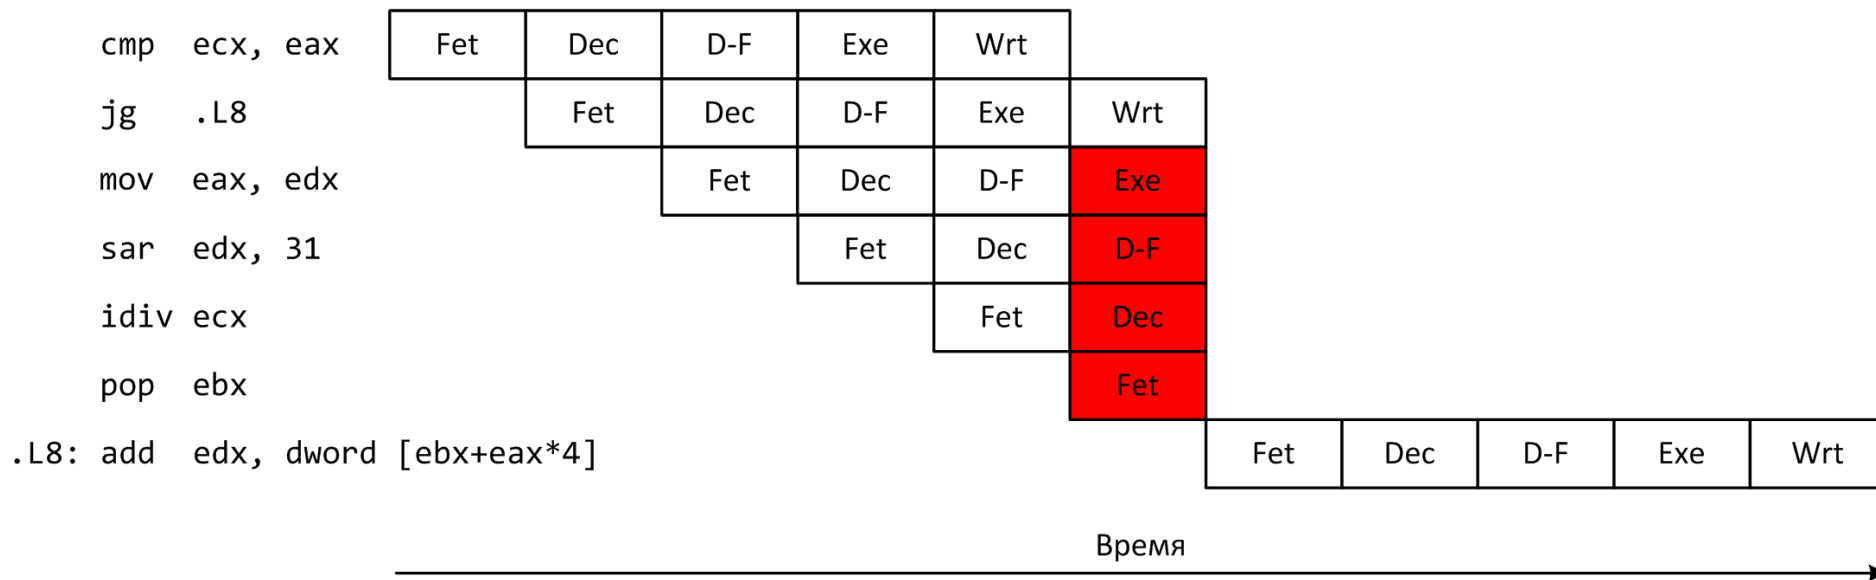 cmp ecx, eax Fet Dec D-F Exe Wrt
jg .L8 Fet Dec D-F Exe Wrt
mov eax, edx Fet Dec D-F Exe
sar edx, 31 Fet Dec D-F
idiv ecx Fet Dec
pop ebx Fet
.L8: add edx, dword [ebx+eax*4] Fet Dec D-F Exe Wrt
Время